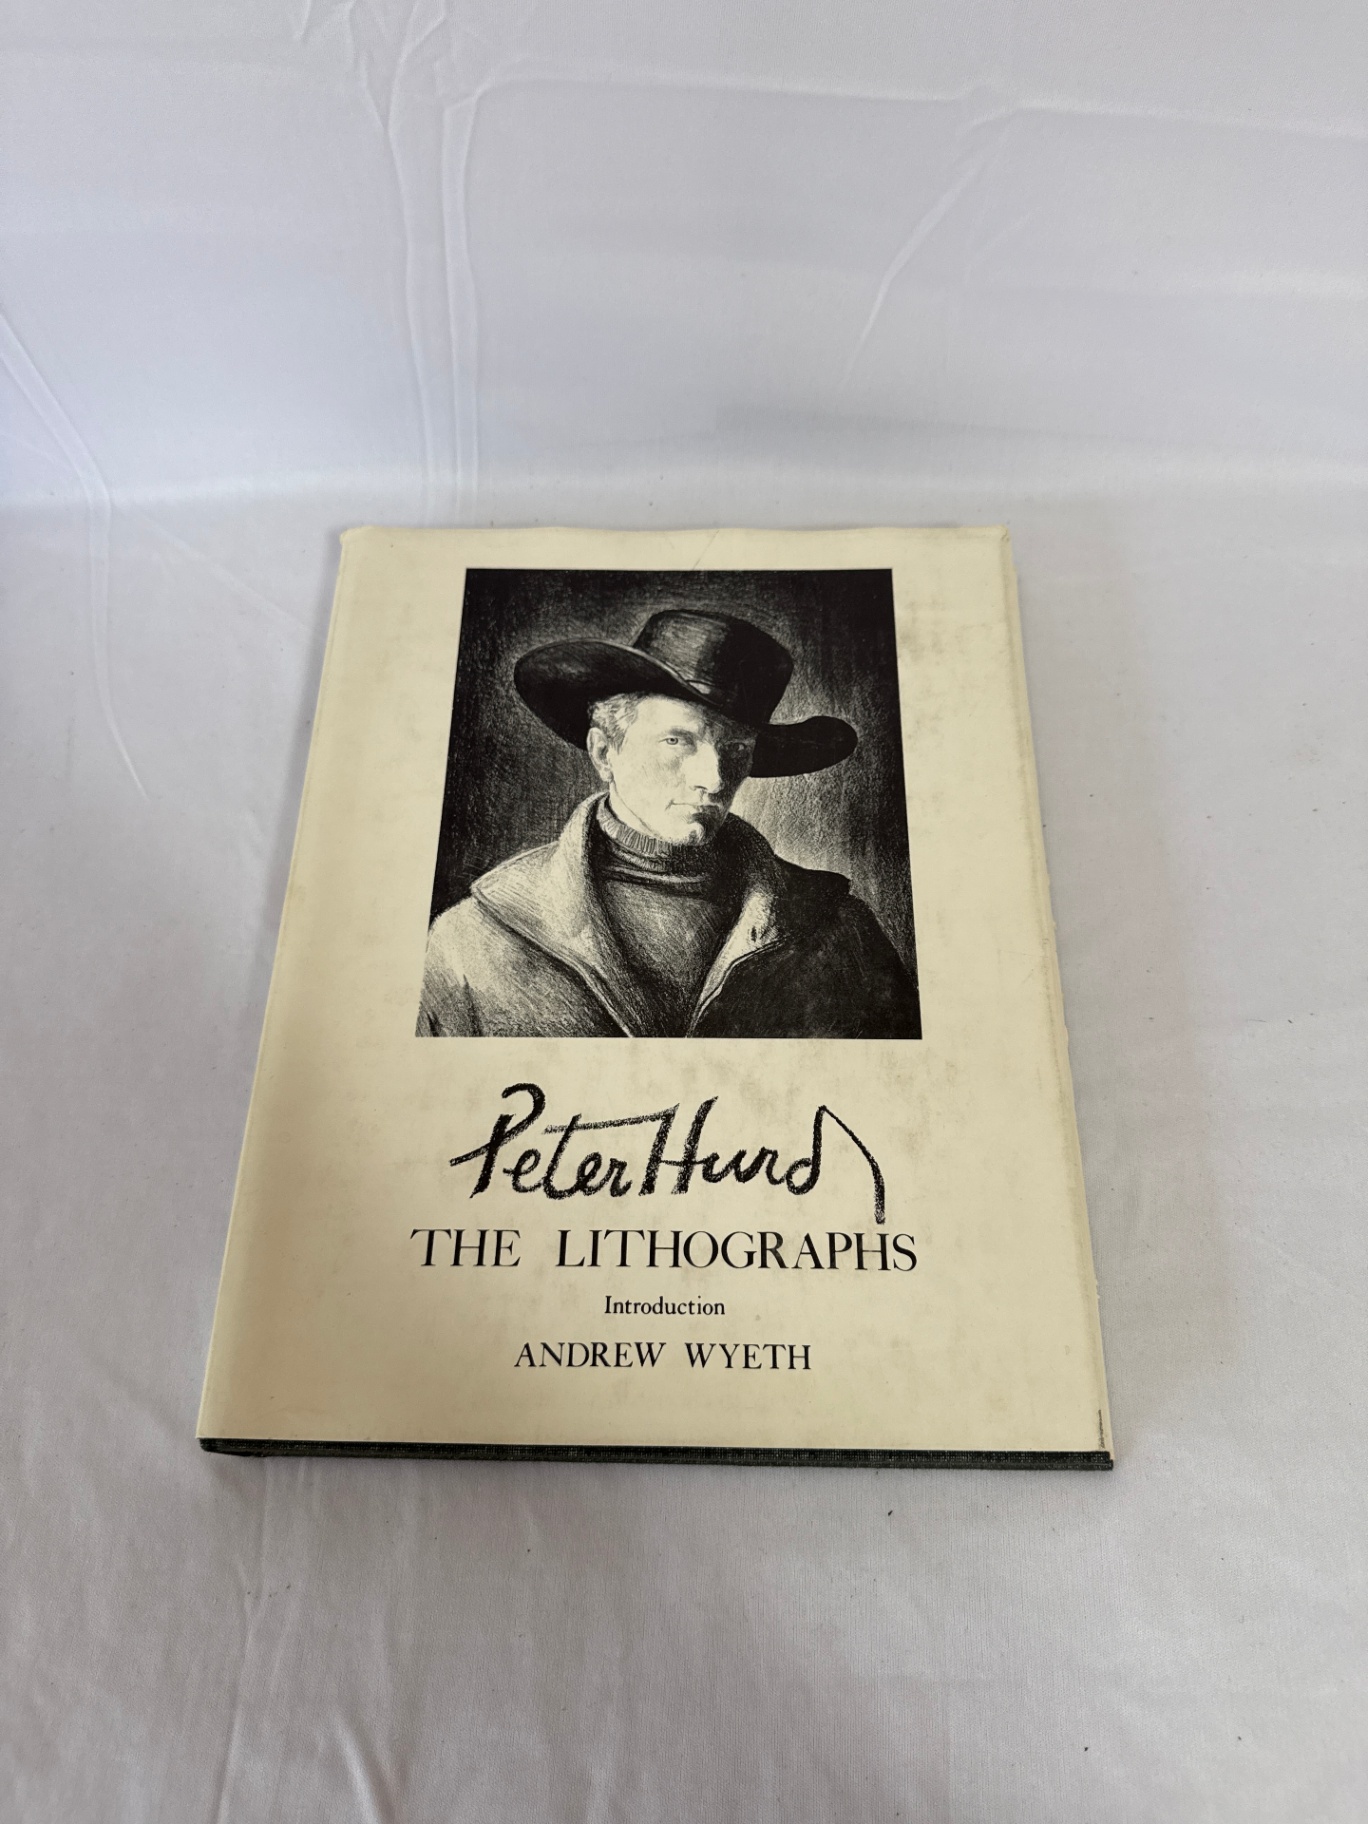 Peter Hurd
THE LITHOGRAPHS
Introduction
ANDREW WYETH